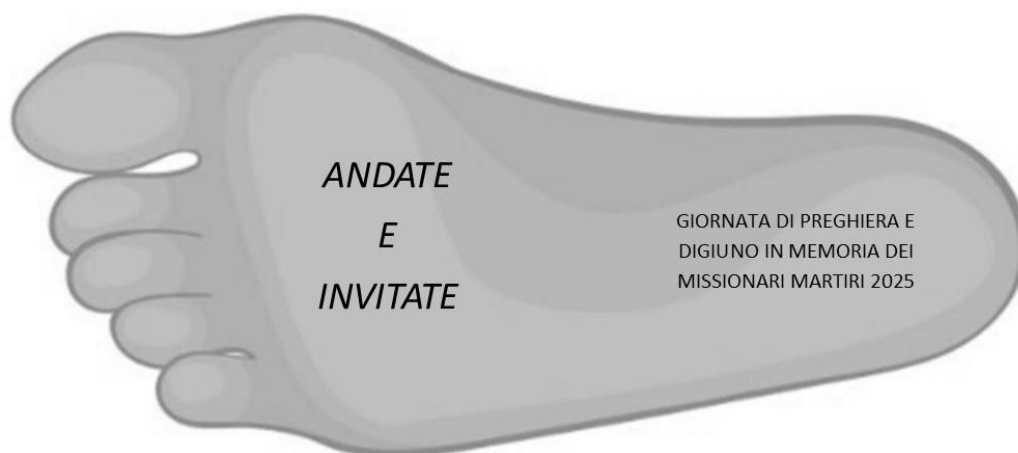 ANDATE
E
INVITATE
GIORNATA DI PREGHIERA E
DIGIUNO IN MEMORIA DEI
MISSIONARI MARTIRI 2025